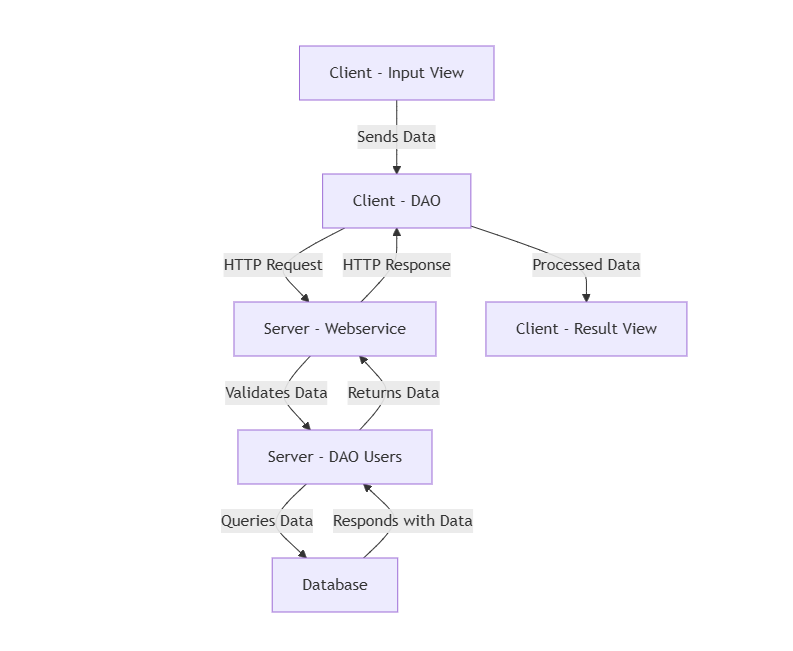 Client - Input View
Sends Data
Client - DAO
HTTP Request
HTTP Response
Processed Data
Server - Webservice
Client - Result View
Validates Data
Returns Data
Server - DAO Users
Queries Data
Responds with Data
Database